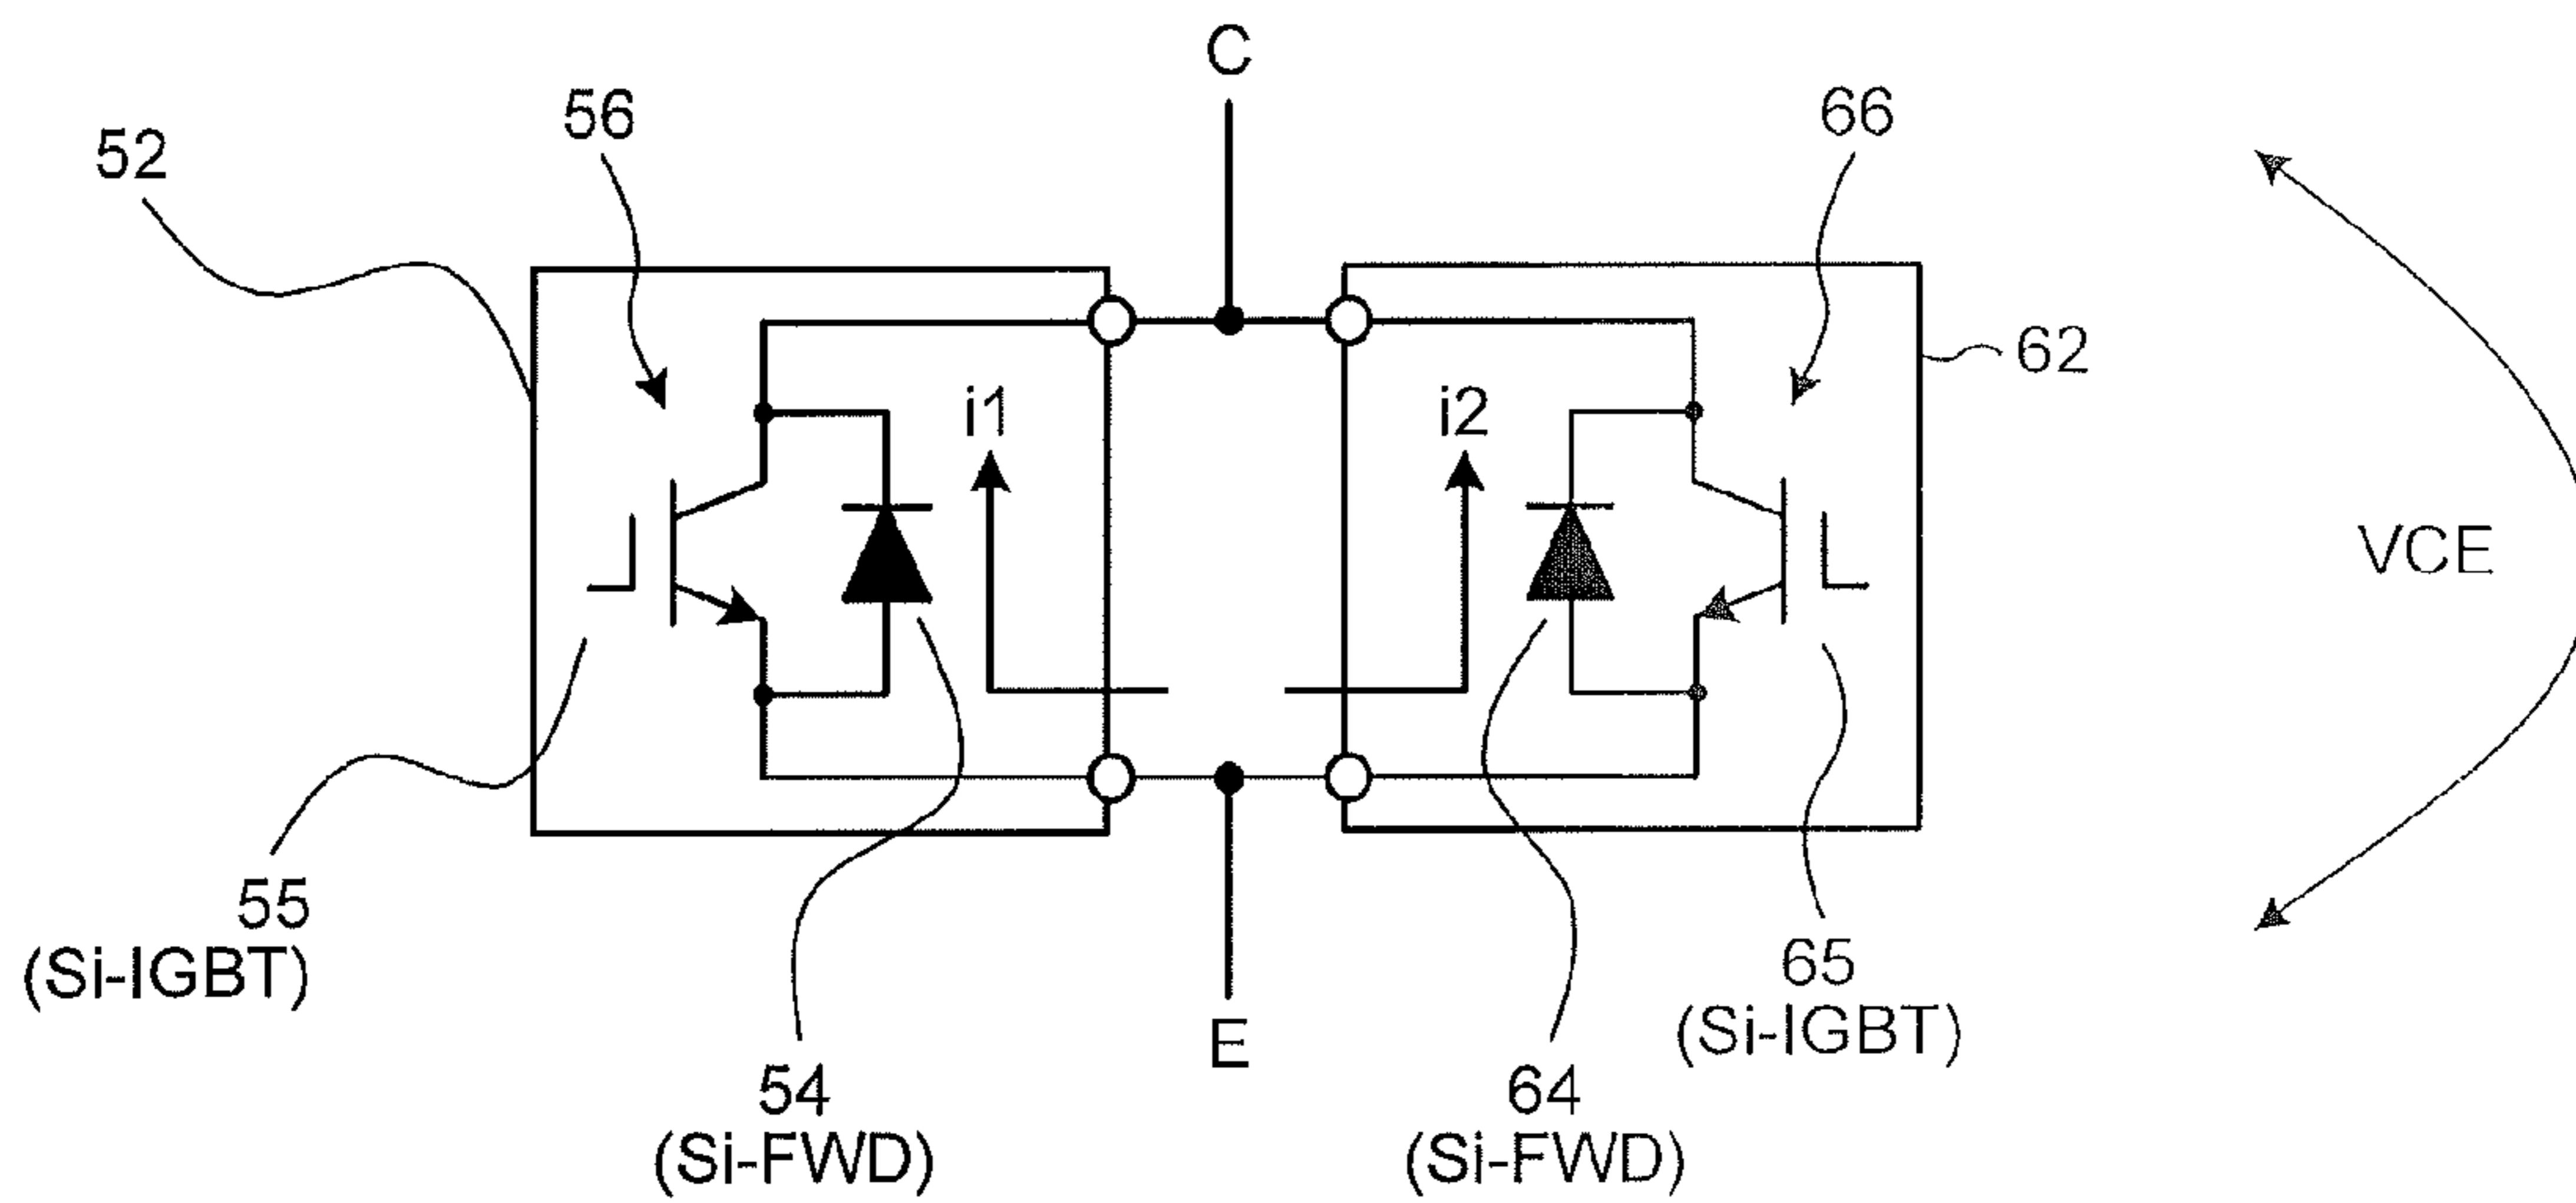 C
56
66
52
62
i1
i2
VCE
55
(Si-IGBT)
65
(Si-IGBT)
E
54
(Si-FWD)
64
(Si-FWD)